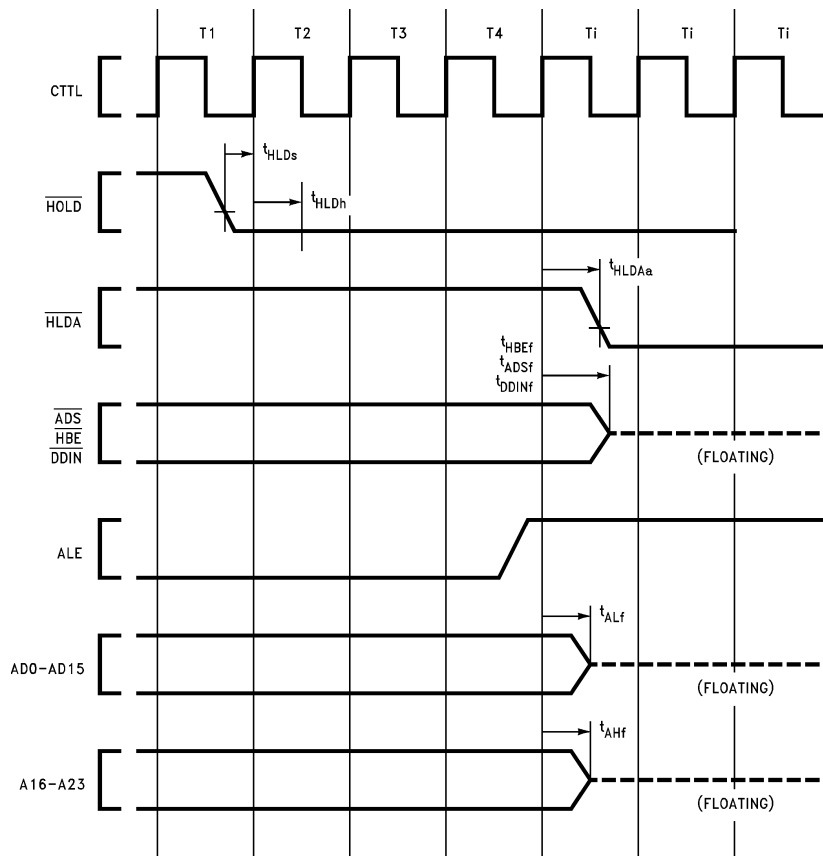 T1 T2 T3 T4 Ti Ti Ti
CTTL
tHLDs
HOLD
tHLDh
tHLDAa
HLDA
tHBEf
tADSf
tDDINf
ADS
HBE
DDIN
(FLOATING)
ALE
tALf
AD0-AD15
(FLOATING)
tAHf
A16-A23
(FLOATING)